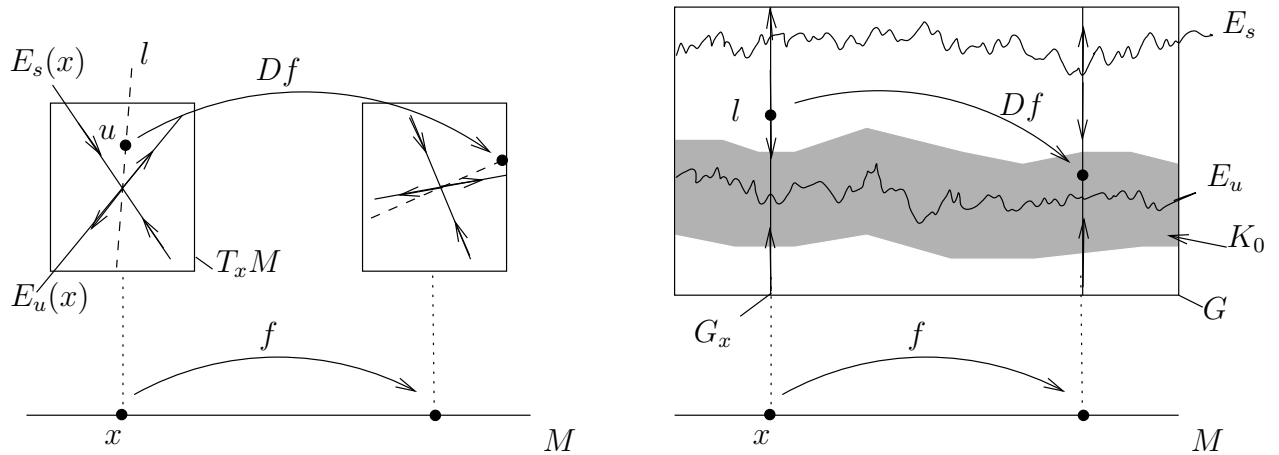 E_s(x)
l
u
Df
T_xM
E_u(x)
f
x
M
E_s
l
Df
E_u
K_0
G_x
G
f
x
M